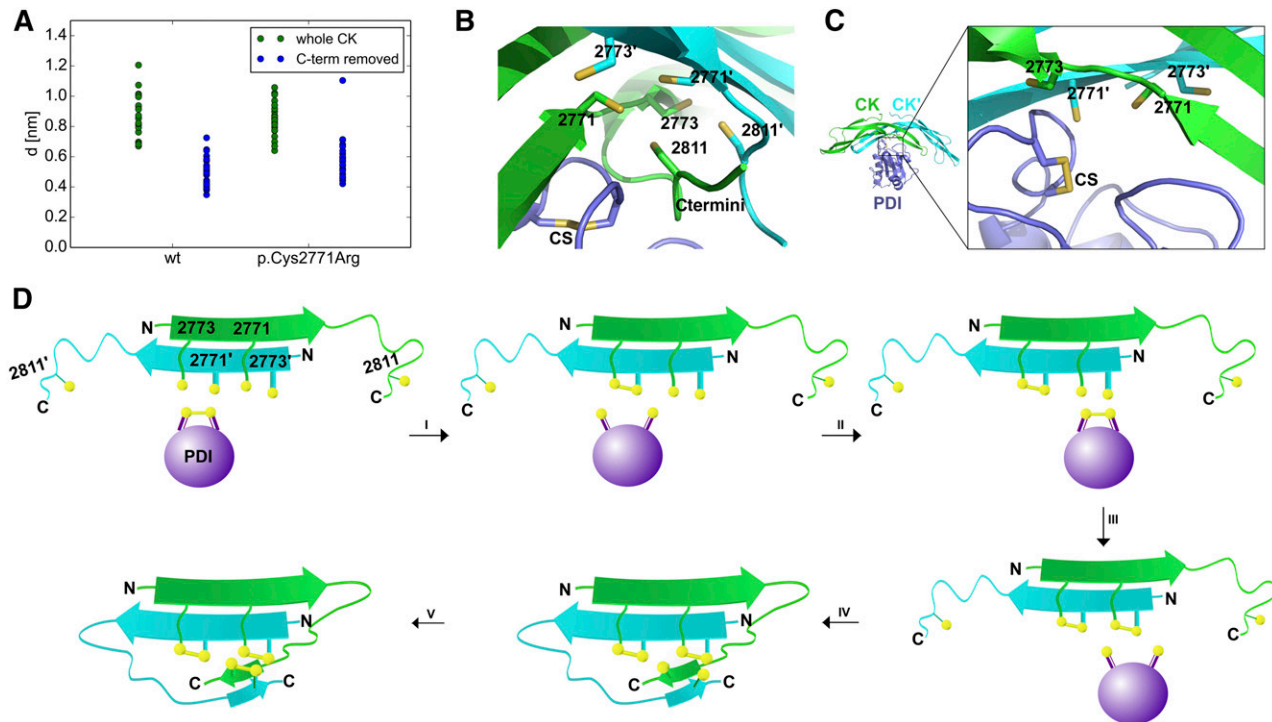 A
1.4
1.2
1.0
0.8
0.6
0.4
0.2
0.0
d [nm]
whole CK
C-term removed
wt
p.Cys2771Arg
B
2773'
2771'
2771
2773
2811'
2811
Ctermini
CS
C
CK
CK'
PDI
2773
2773'
2771'
2771
CS
D
N
2773
2771
2811'
2771'
2773'
N
2811
C
C
PDI
I
N
N
C
C
II
N
N
C
C
III
N
N
C
C
IV
N
N
C
C
V
N
N
C
C